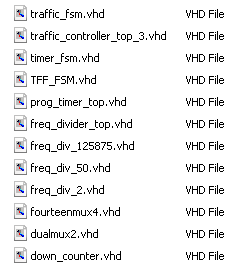 traffic_fsm.vhd VHD File
traffic_controller_top_3.vhd VHD File
timer_fsm.vhd VHD File
TFF_FSM.vhd VHD File
prog_timer_top.vhd VHD File
freq_divider_top.vhd VHD File
freq_div_125875.vhd VHD File
freq_div_50.vhd VHD File
freq_div_2.vhd VHD File
fourteenmux4.vhd VHD File
dualmux2.vhd VHD File
down_counter.vhd VHD File